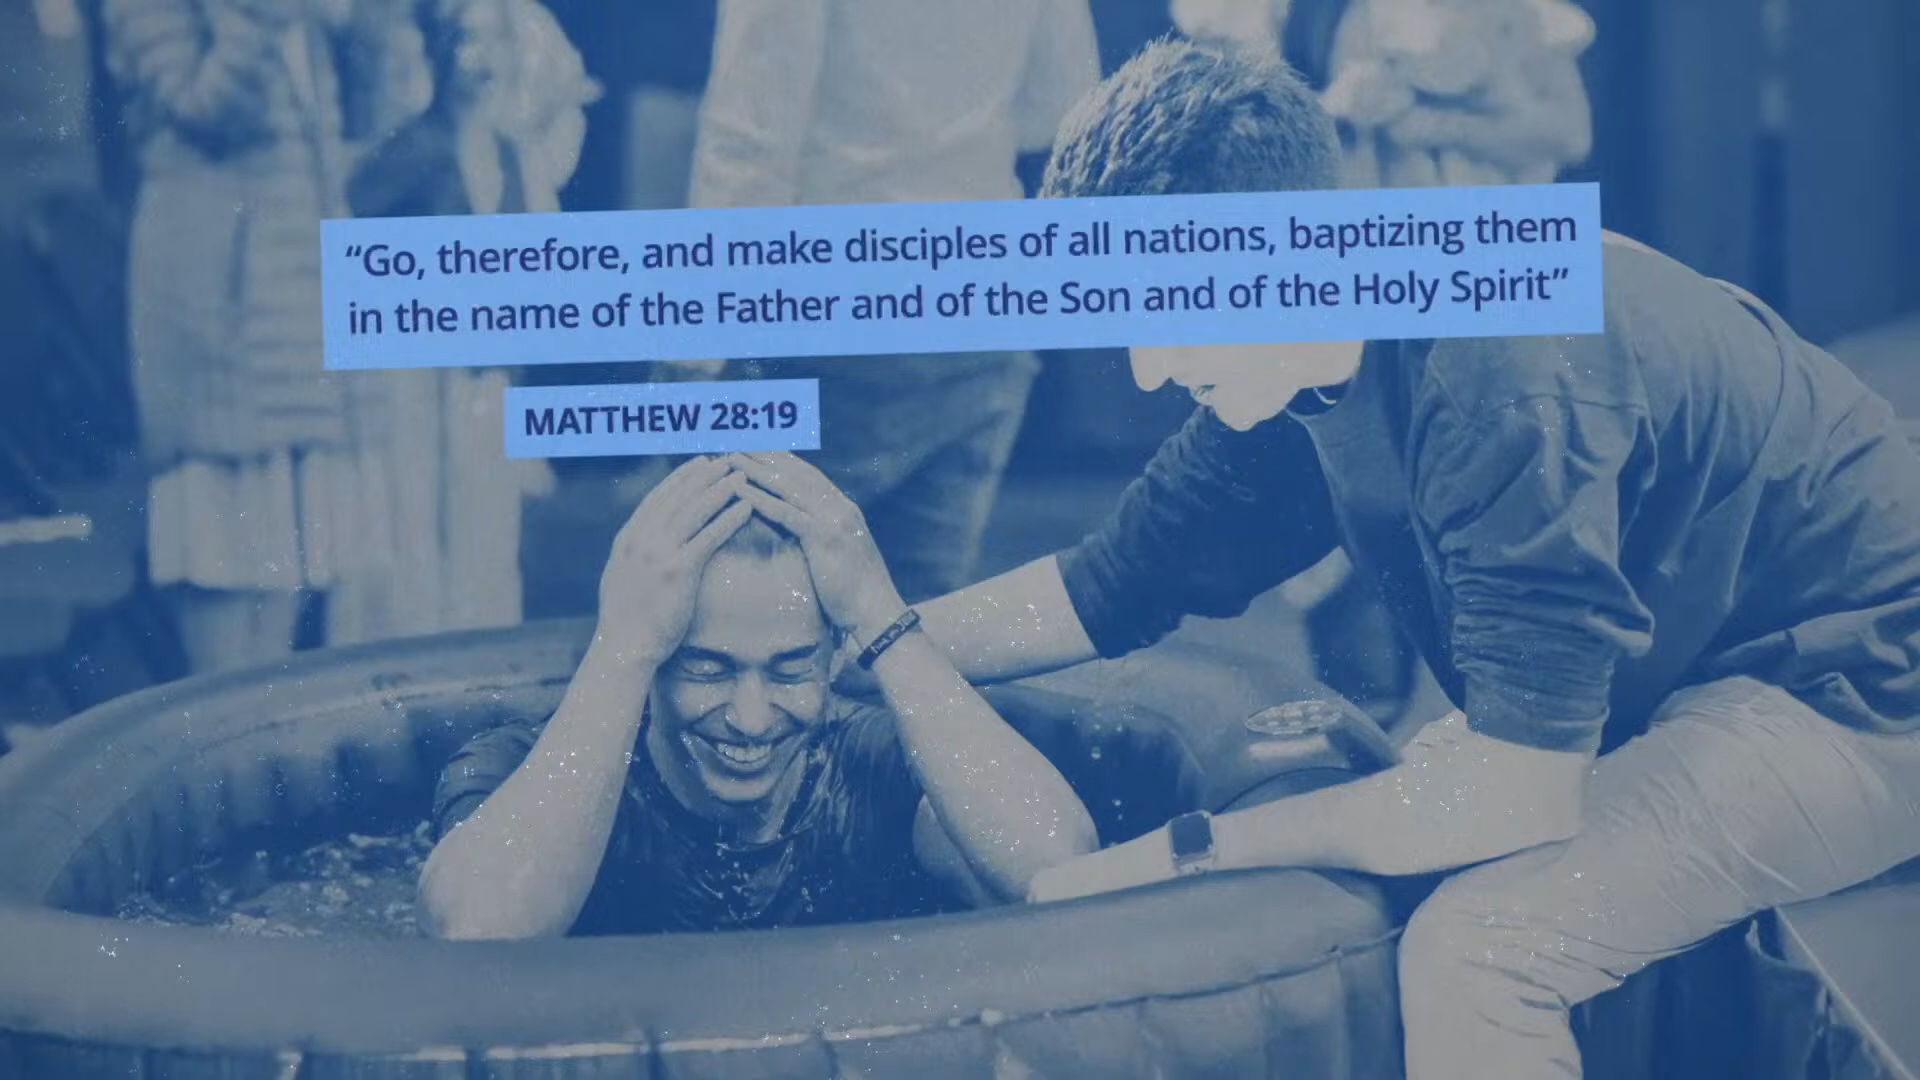 “Go, therefore, and make disciples of all nations, baptizing them
in the name of the Father and of the Son and of the Holy Spirit”
MATTHEW 28:19